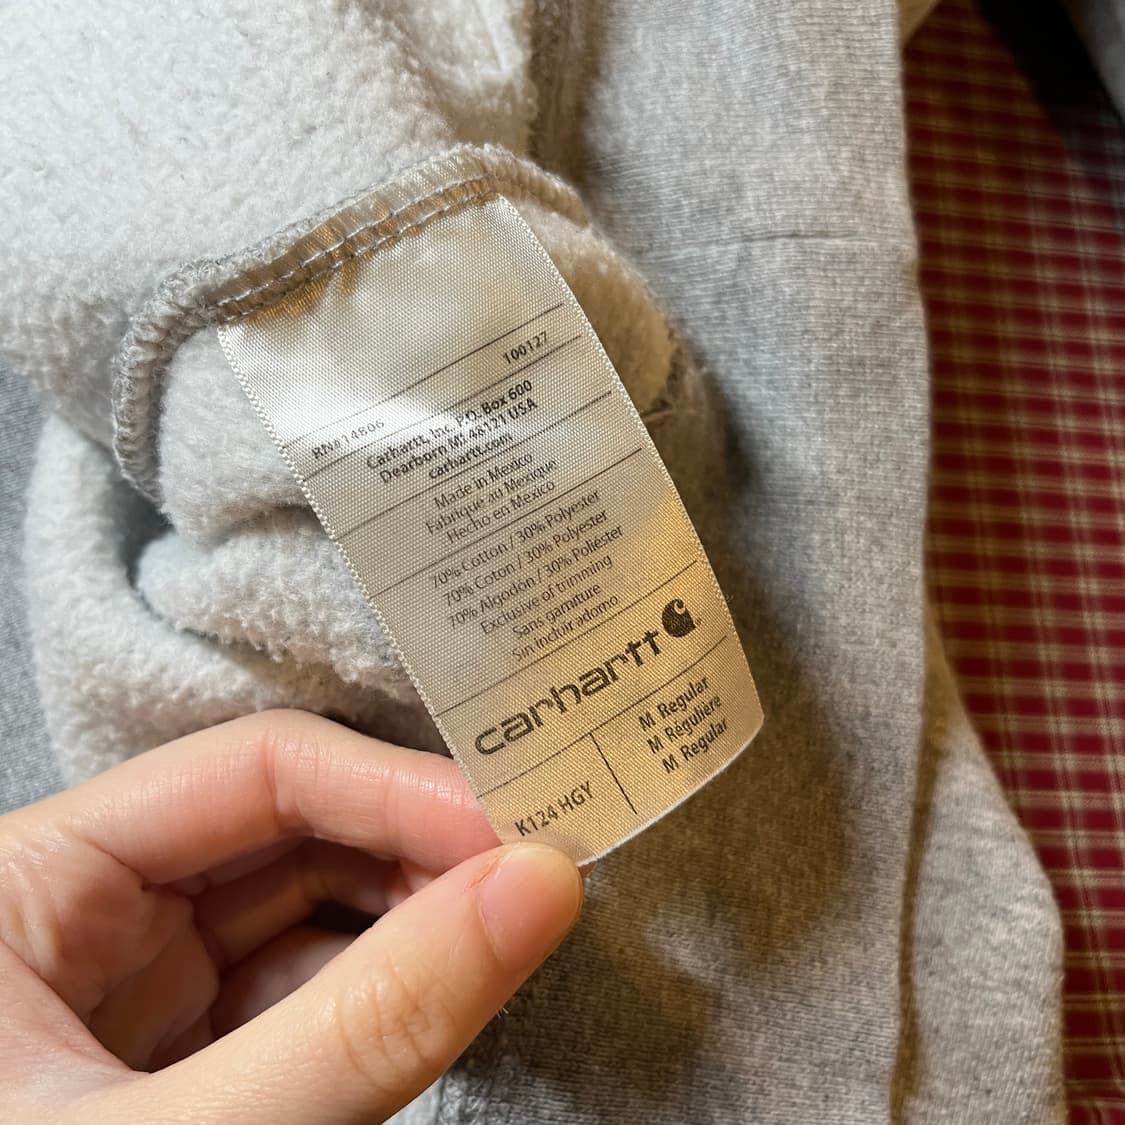 100127
RN#14806
Carhartt, Inc. P.O. Box 600
Dearborn MI 48121 USA
carhartt.com
Made in Mexico
Fabriqué au Mexique
Hecho en México
70% Cotton / 30% Polyester
70% Coton / 30% Polyester
70% Algodón / 30% Poliéster
Exclusive of trimming
Sans garniture
Sin incluir adorno
carhartt
K124 HGY
M Regular
M Régulière
M Regular